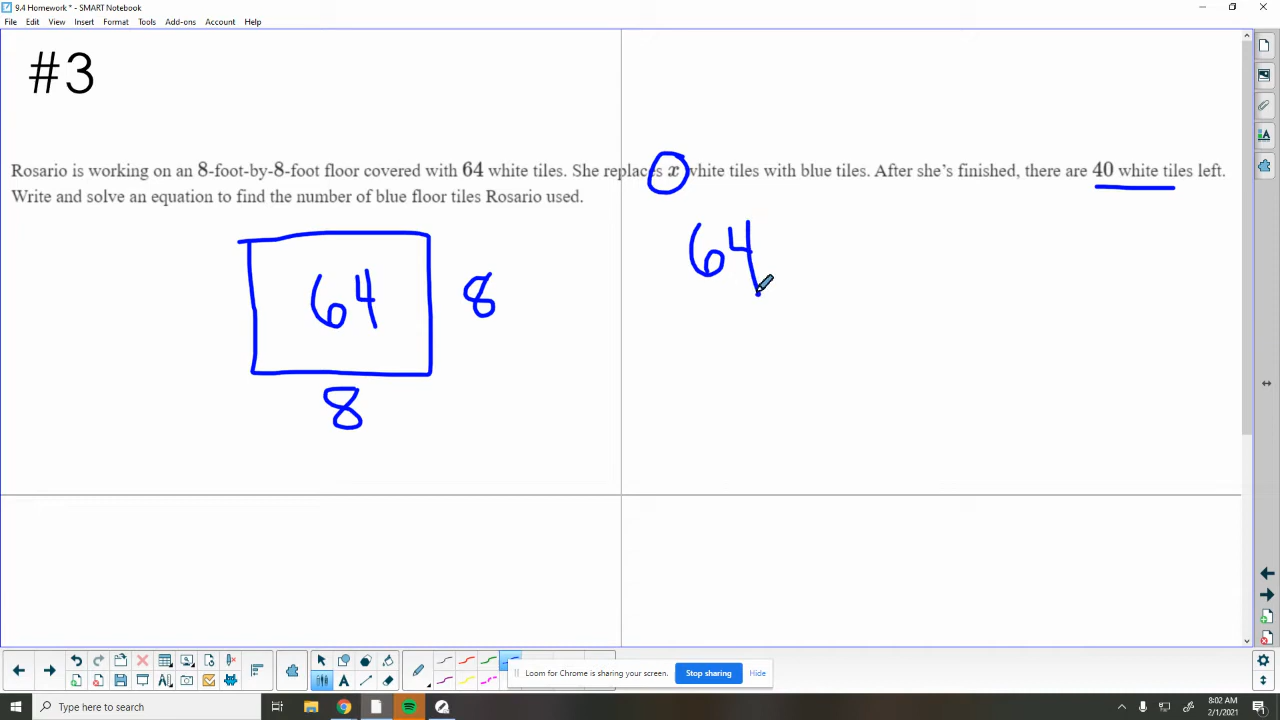 9.4 Homework * - SMART Notebook
File Edit View Insert Format Tools Add-ons Account Help
#3
Rosario is working on an 8-foot-by-8-foot floor covered with 64 white tiles. She replaces x white tiles with blue tiles. After she's finished, there are 40 white tiles left.
Write and solve an equation to find the number of blue floor tiles Rosario used.
64
64
8
8
Loom for Chrome is sharing your screen. Stop sharing Hide
Type here to search
8:02 AM
2/1/2021